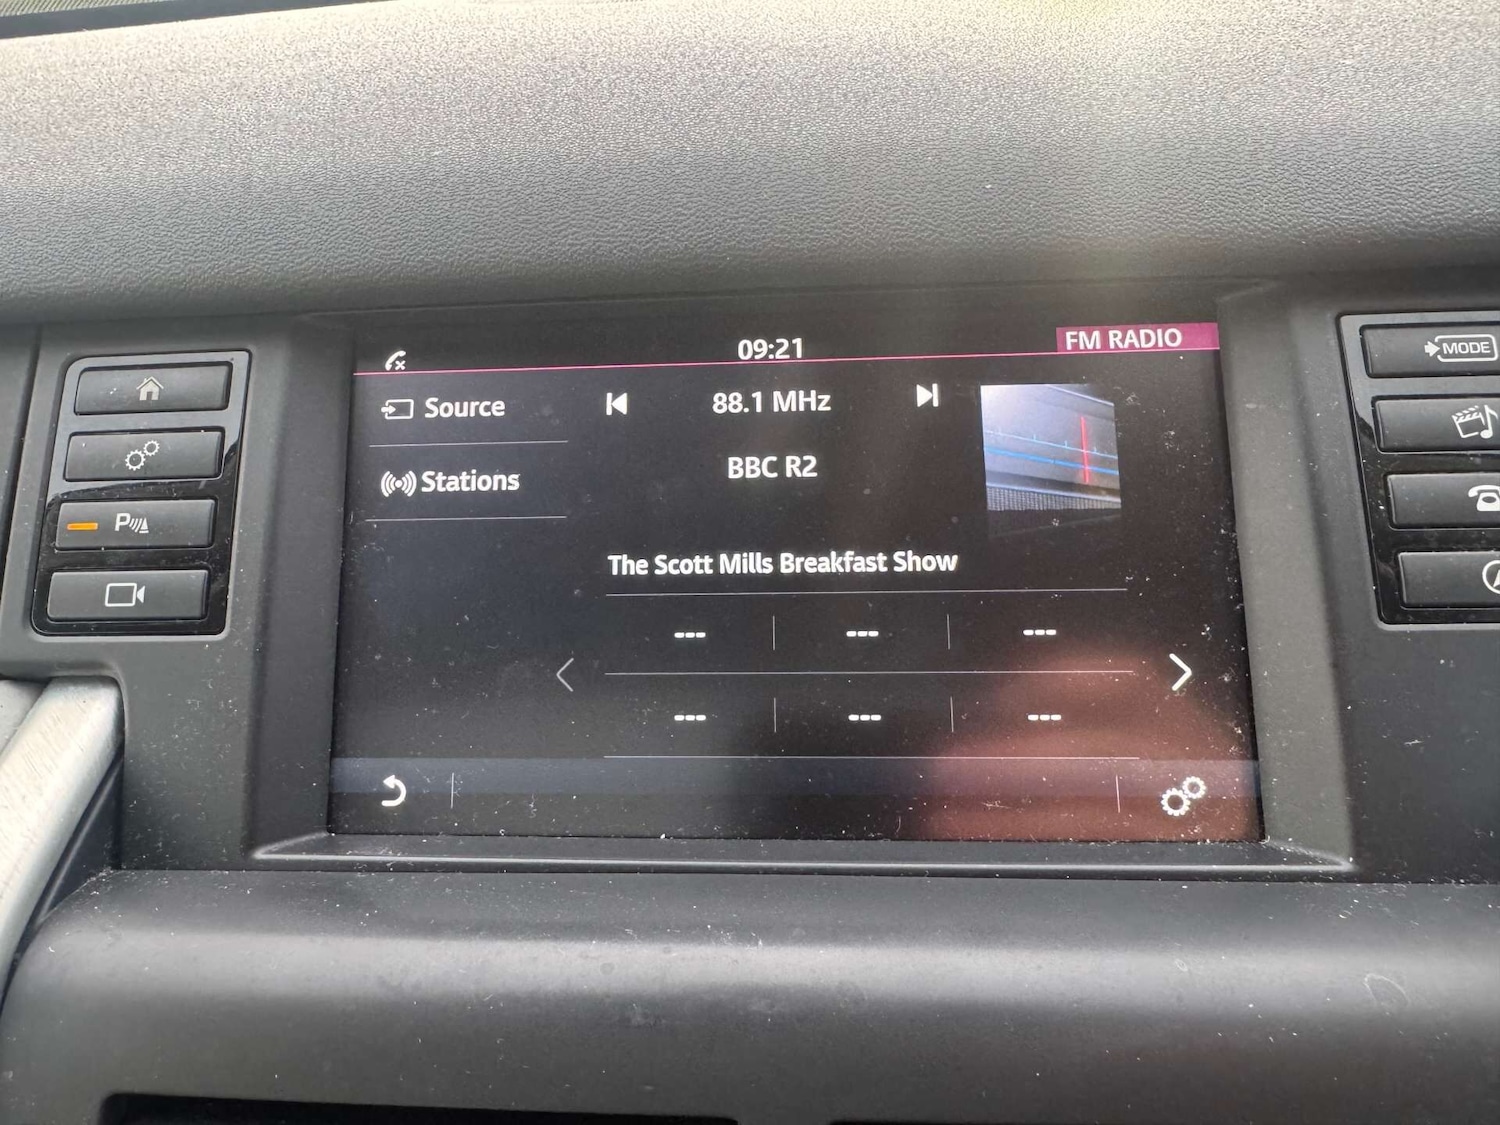 09:21
FM RADIO
Source
88.1 MHz
Stations
BBC R2
The Scott Mills Breakfast Show
--- --- ---
--- --- ---
P
MODE